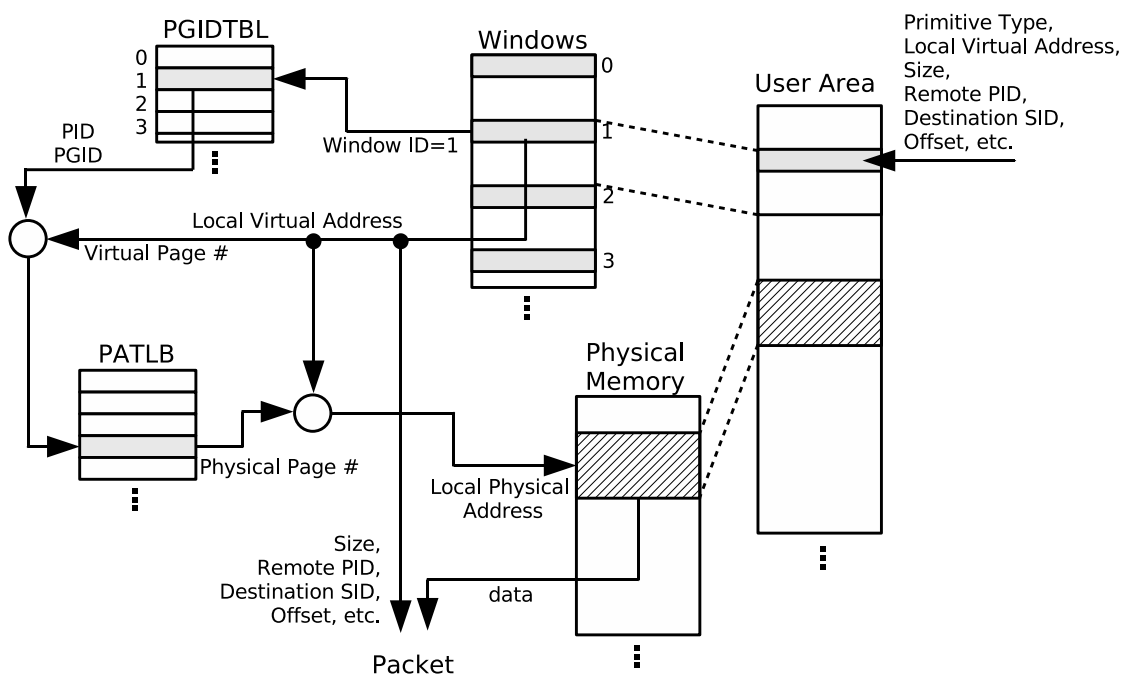 PGIDTBL
0
1
2
3
PID
PGID
Windows
0
1
2
3
Window ID=1
User Area
Primitive Type,
Local Virtual Address,
Size,
Remote PID,
Destination SID,
Offset, etc.
Local Virtual Address
Virtual Page #
PATLB
Physical Page #
Physical
Memory
Local Physical
Address
Size,
Remote PID,
Destination SID,
Offset, etc.
data
Packet